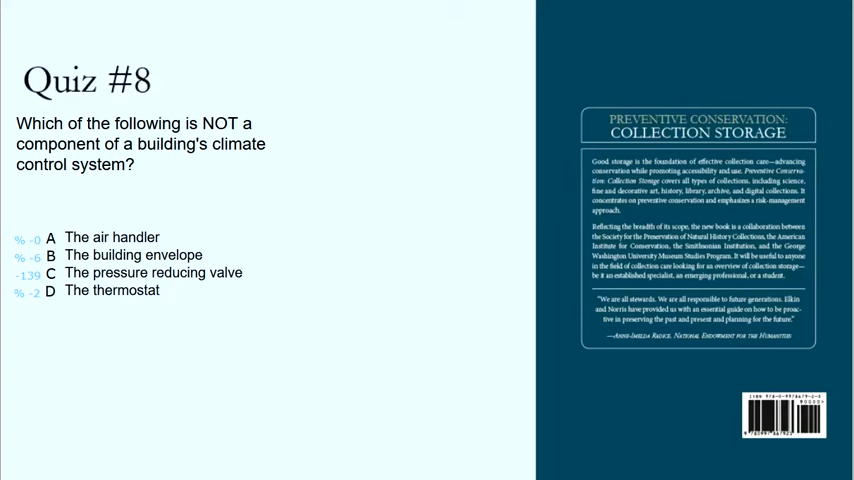 Quiz #8
Which of the following is NOT a
component of a building's climate
control system?
% -0 A The air handler
% -6 B The building envelope
-139 C The pressure reducing valve
% -2 D The thermostat
PREVENTIVE CONSERVATION:
COLLECTION STORAGE
Good storage is the foundation of effective collection care—advancing
conservation while promoting accessibility and use. Preventive Conserva-
tion: Collection Storage covers all types of collections, including science,
fine and decorative art, history, library, archive, and digital collections. It
concentrates on preventive conservation and emphasizes a risk-management
approach.
Reflecting the breadth of its scope, the new book is a collaboration between
the Society for the Preservation of Natural History Collections, the American
Institute for Conservation, the Smithsonian Institution, and the George
Washington University Museum Studies Program. It will be useful to anyone
in the field of collection care looking for an overview of collection storage—
be it an established specialist, an emerging professional, or a student.
"We are all stewards. We are all responsible to future generations. Elkin
and Norris have provided us with an essential guide on how to be proac-
tive in preserving the past and present and planning for the future."
—Anne-Imelda Radice, National Endowment for the Humanities
90000>